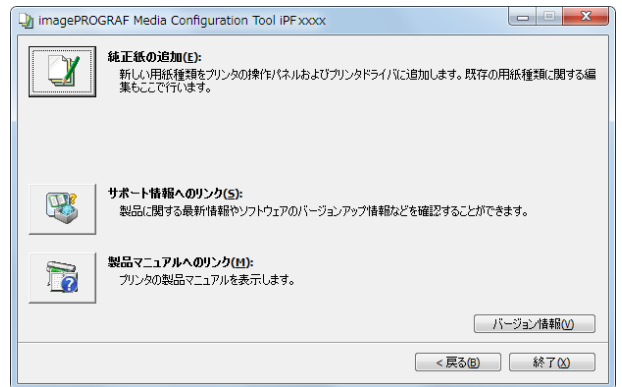 imagePROGRAF Media Configuration Tool iPFxxxx
純正紙の追加(E):
新しい用紙種類をプリンタの操作パネルおよびプリンタドライバに追加します。既存の用紙種類に関する編
集もここで行います。
サポート情報へのリンク(S):
製品に関する最新情報やソフトウェアのバージョンアップ情報などを確認することができます。
製品マニュアルへのリンク(M):
プリンタの製品マニュアルを表示します。
バージョン情報(V)
< 戻る(B)
終了(X)